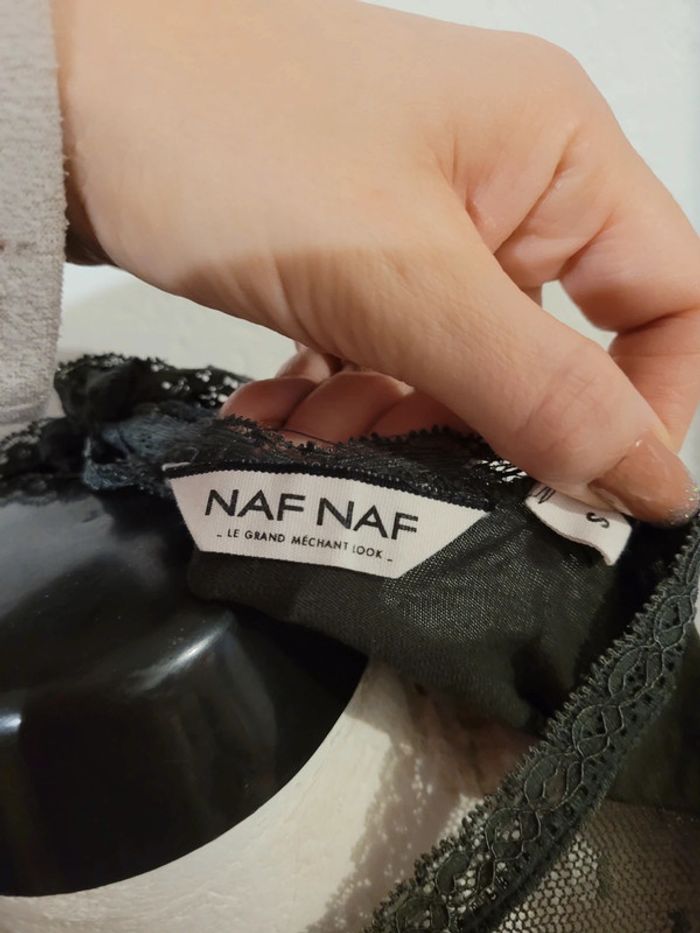 NAF NAF
_ LE GRAND MÉCHANT LOOK _
N
S